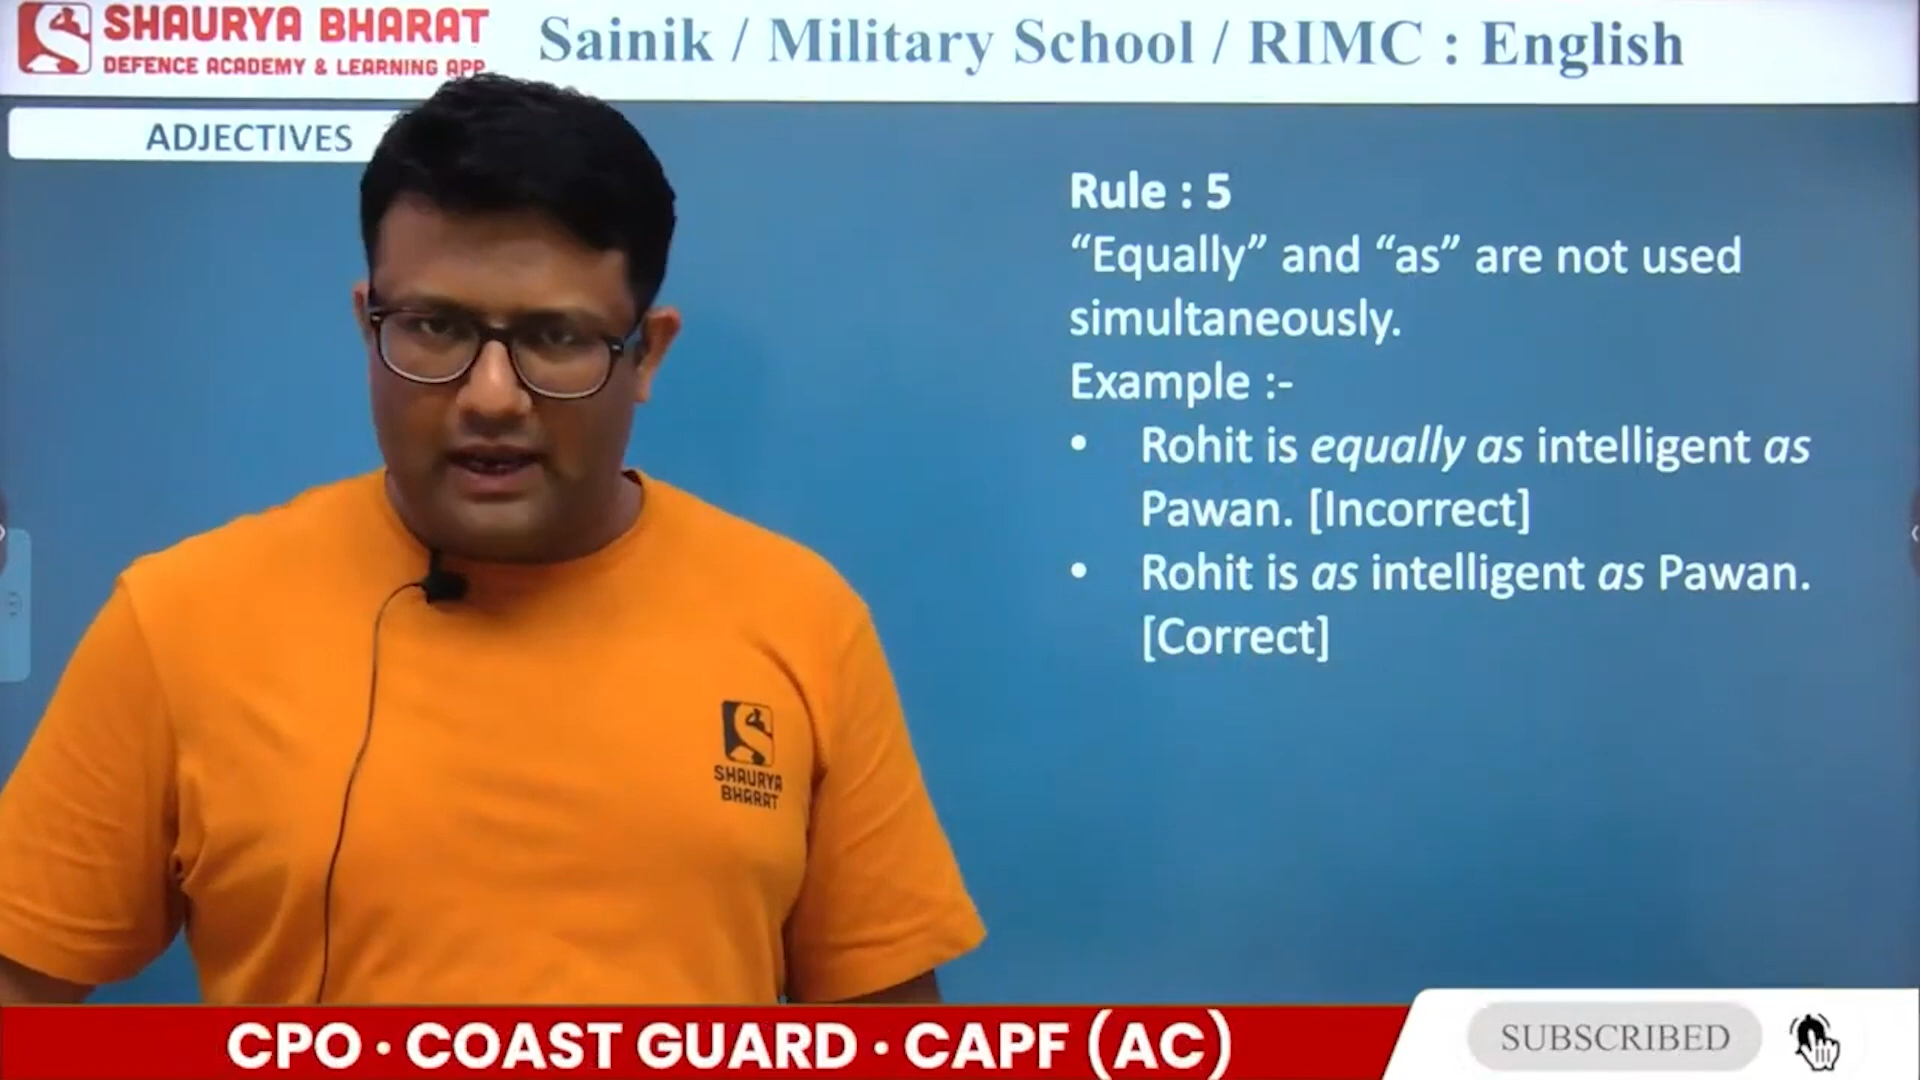 SHAURYA BHARAT
DEFENCE ACADEMY & LEARNING APP
Sainik / Military School / RIMC : English
ADJECTIVES
Rule : 5
“Equally” and “as” are not used
simultaneously.
Example :-
• Rohit is equally as intelligent as
Pawan. [Incorrect]
• Rohit is as intelligent as Pawan.
[Correct]
SHAURYA
BHARAT
CPO · COAST GUARD · CAPF (AC)
SUBSCRIBED